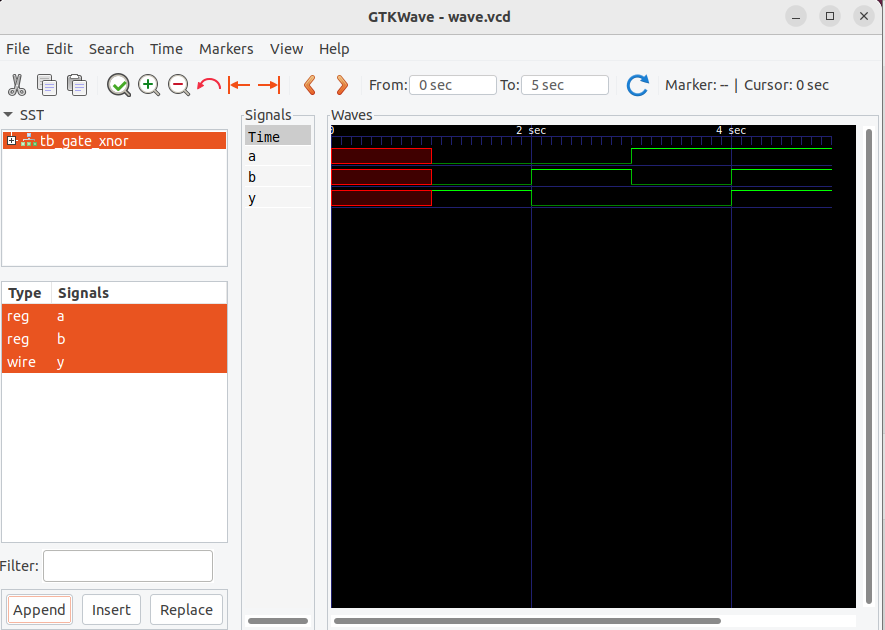 GTKWave - wave.vcd
File Edit Search Time Markers View Help
From: 0 sec To: 5 sec Marker: -- | Cursor: 0 sec
SST
tb_gate_xnor
Type Signals
reg a
reg b
wire y
Filter:
Append Insert Replace
Signals
Time
a
b
y
Waves
0 2 sec 4 sec